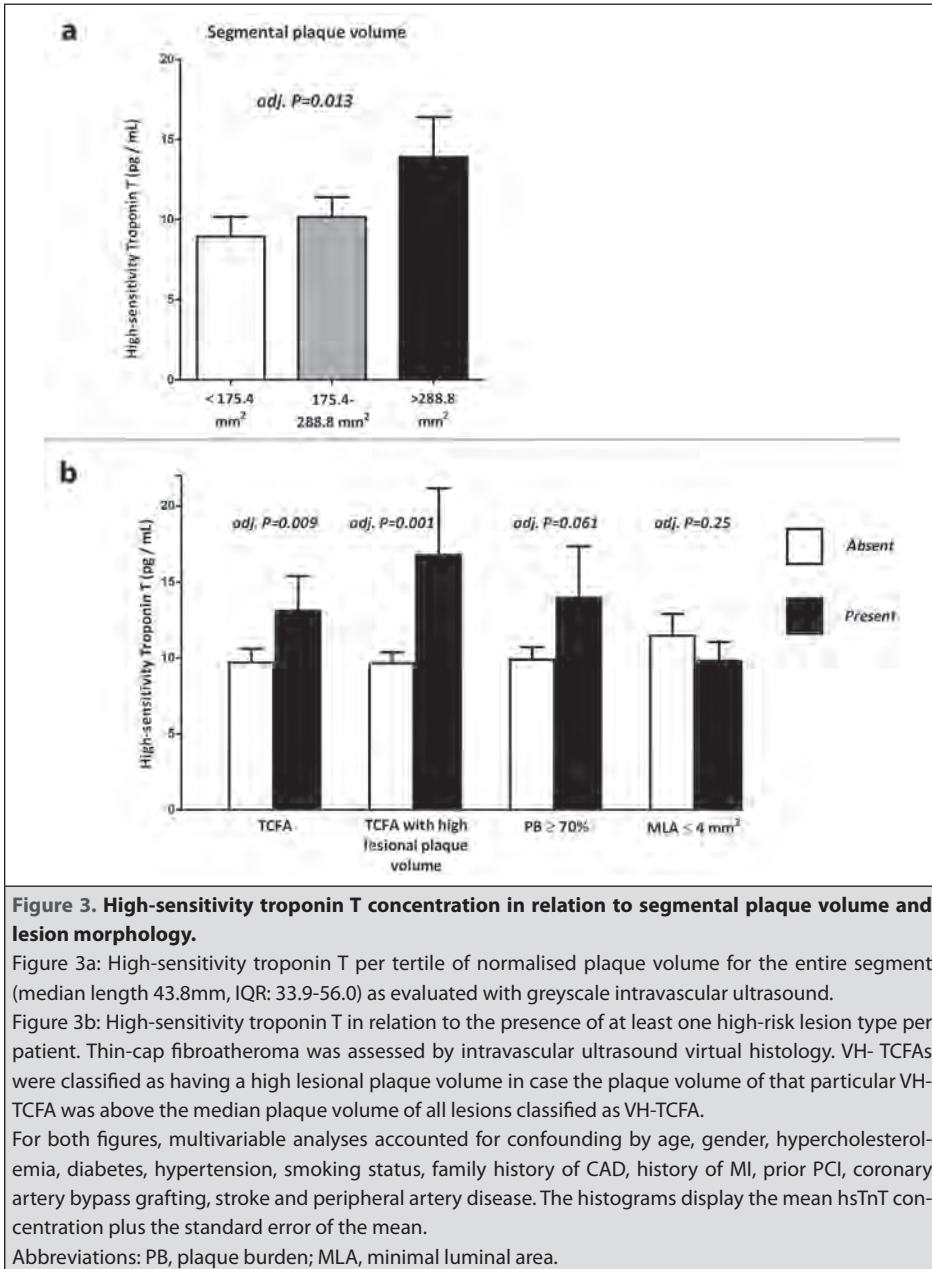 a
Segmental plaque volume
adj. P=0.013
High-sensitivity Troponin T (pg / mL)
20
15
10
5
0
< 175.4 mm²
175.4-288.8 mm²
>288.8 mm²
b
adj. P=0.009
adj. P=0.001
adj. P=0.061
adj. P=0.25
High-sensitivity Troponin T (pg / mL)
20
15
10
5
0
TCFA
TCFA with high lesional plaque volume
PB ≥ 70%
MLA ≤ 4 mm²
Absent
Present
Figure 3. High-sensitivity troponin T concentration in relation to segmental plaque volume and
lesion morphology.
Figure 3a: High-sensitivity troponin T per tertile of normalised plaque volume for the entire segment
(median length 43.8mm, IQR: 33.9-56.0) as evaluated with greyscale intravascular ultrasound.
Figure 3b: High-sensitivity troponin T in relation to the presence of at least one high-risk lesion type per
patient. Thin-cap fibroatheroma was assessed by intravascular ultrasound virtual histology. VH- TCFAs
were classified as having a high lesional plaque volume in case the plaque volume of that particular VH-
TCFA was above the median plaque volume of all lesions classified as VH-TCFA.
For both figures, multivariable analyses accounted for confounding by age, gender, hypercholesterol-
emia, diabetes, hypertension, smoking status, family history of CAD, history of MI, prior PCI, coronary
artery bypass grafting, stroke and peripheral artery disease. The histograms display the mean hsTnT con-
centration plus the standard error of the mean.
Abbreviations: PB, plaque burden; MLA, minimal luminal area.